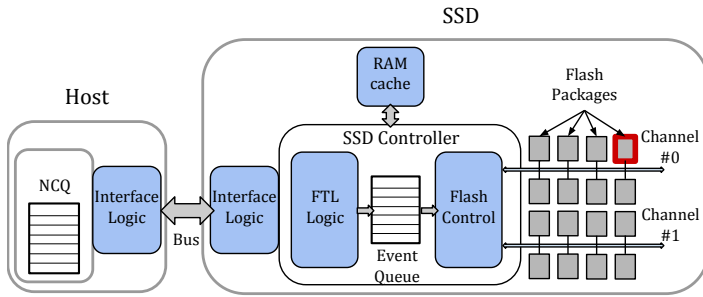 SSD
Host
RAM
cache
Flash
Packages
Channel
#0
SSD Controller
NCQ
Interface
Logic
Bus
Interface
Logic
FTL
Logic
Event
Queue
Flash
Control
Channel
#1